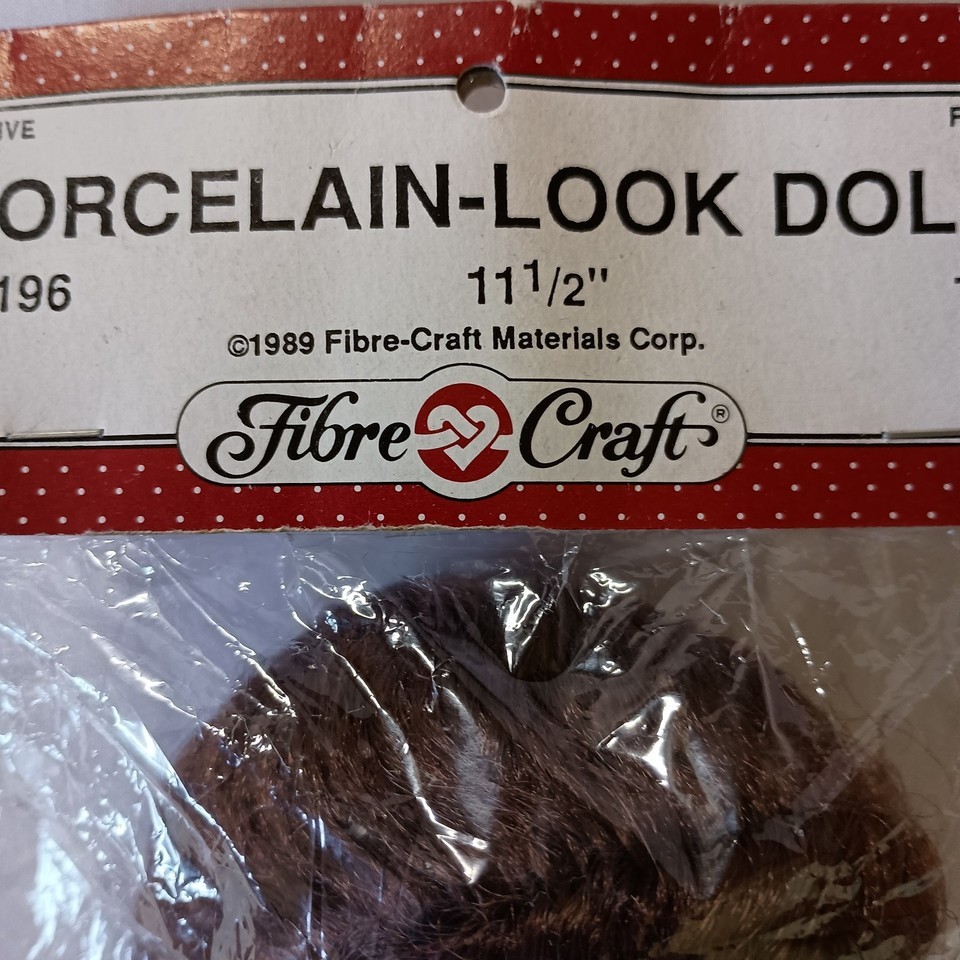 IVE
ORCELAIN-LOOK DOL
196
11 1/2"
©1989 Fibre-Craft Materials Corp.
Fibre Craft®